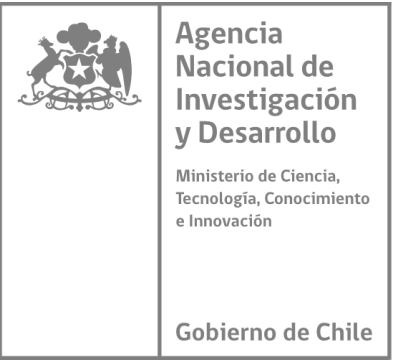 Agencia
Nacional de
Investigación
y Desarrollo
Ministerio de Ciencia,
Tecnología, Conocimiento
e Innovación
Gobierno de Chile